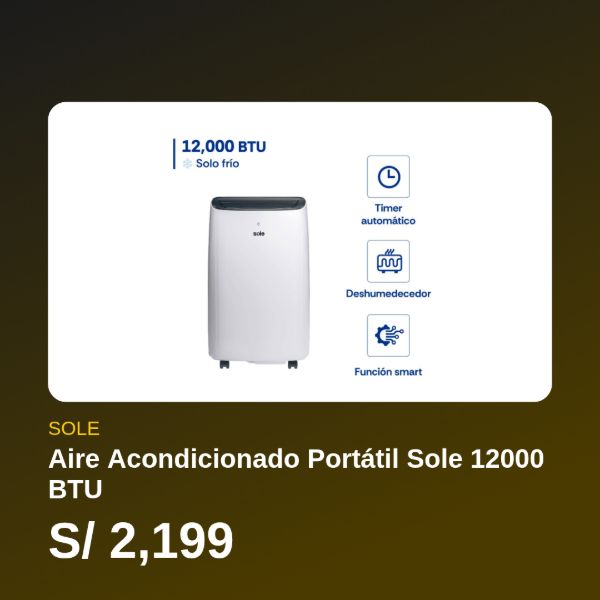 12,000 BTU
Solo frío
sole
Timer
automático
Deshumedecedor
Función smart
SOLE
Aire Acondicionado Portátil Sole 12000
BTU
S/ 2,199